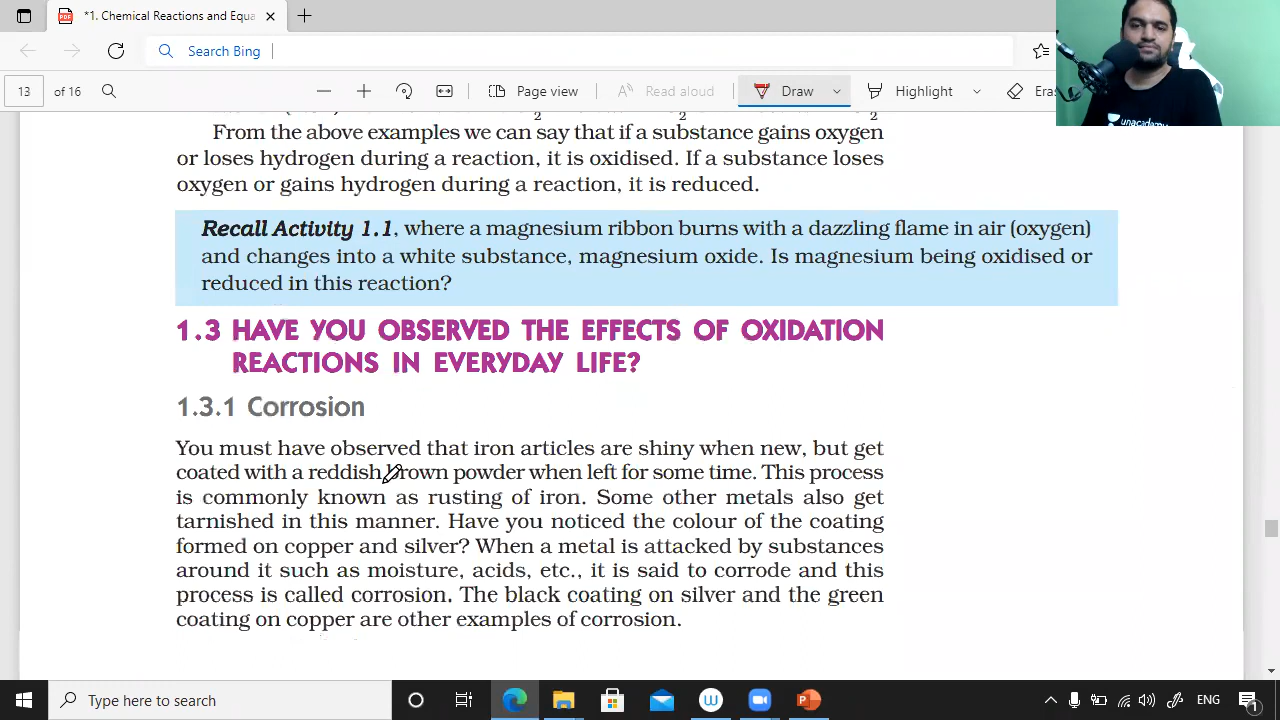 *1. Chemical Reactions and Equa
Search Bing
13 of 16
Page view
Read aloud
Draw
Highlight
Eras
unacademy
2 2 2
From the above examples we can say that if a substance gains oxygen
or loses hydrogen during a reaction, it is oxidised. If a substance loses
oxygen or gains hydrogen during a reaction, it is reduced.
Recall Activity 1.1, where a magnesium ribbon burns with a dazzling flame in air (oxygen)
and changes into a white substance, magnesium oxide. Is magnesium being oxidised or
reduced in this reaction?
1.3 HAVE YOU OBSERVED THE EFFECTS OF OXIDATION
REACTIONS IN EVERYDAY LIFE?
1.3.1 Corrosion
You must have observed that iron articles are shiny when new, but get
coated with a reddish brown powder when left for some time. This process
is commonly known as rusting of iron. Some other metals also get
tarnished in this manner. Have you noticed the colour of the coating
formed on copper and silver? When a metal is attacked by substances
around it such as moisture, acids, etc., it is said to corrode and this
process is called corrosion. The black coating on silver and the green
coating on copper are other examples of corrosion.
Type here to search
ENG
1